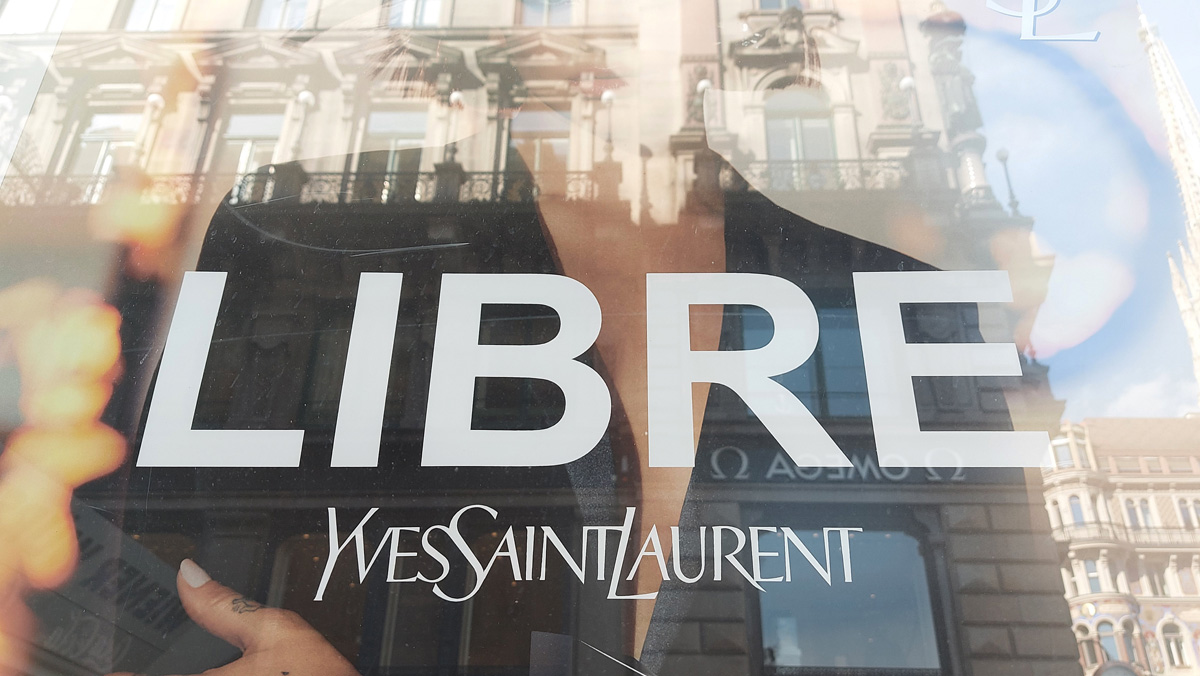 LIBRE
Ω OMEGA Ω
YVESSAINTLAURENT